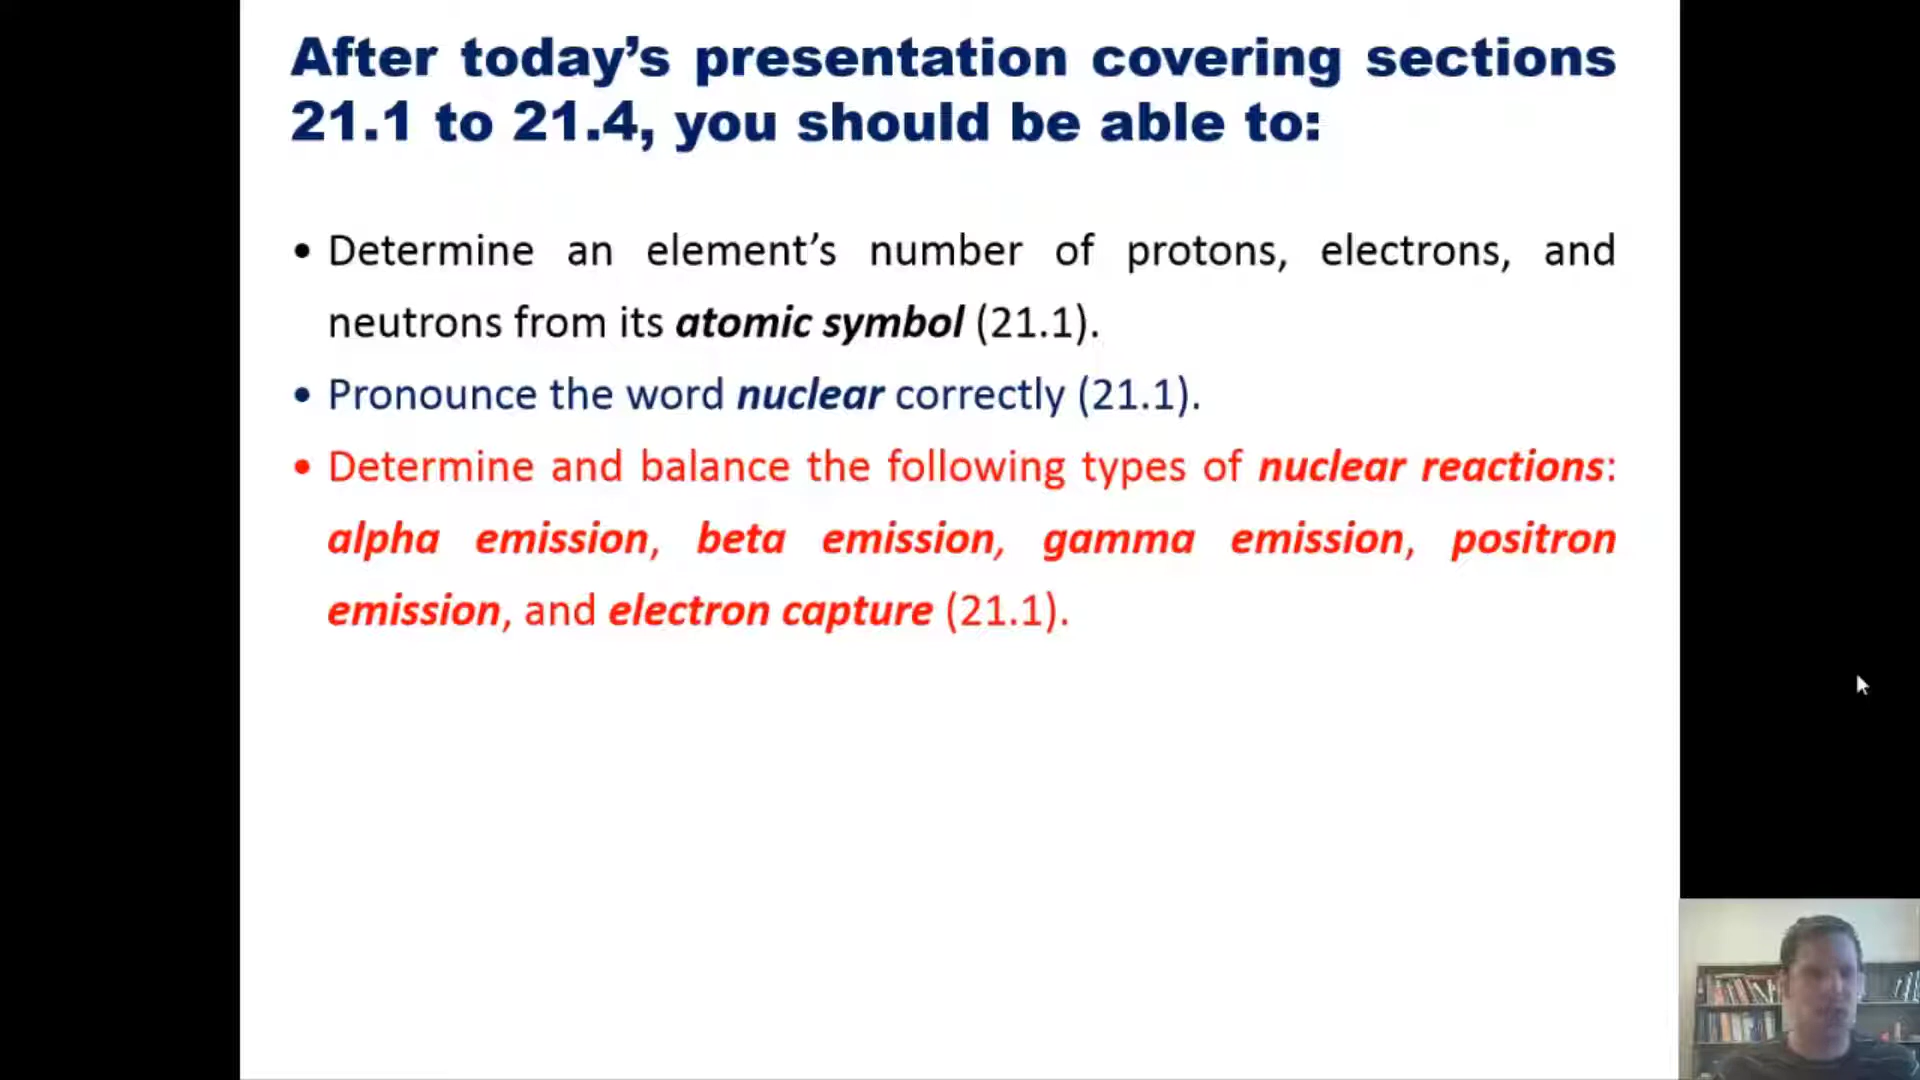 After today’s presentation covering sections
21.1 to 21.4, you should be able to:
• Determine an element’s number of protons, electrons, and
neutrons from its atomic symbol (21.1).
• Pronounce the word nuclear correctly (21.1).
• Determine and balance the following types of nuclear reactions:
alpha emission, beta emission, gamma emission, positron
emission, and electron capture (21.1).